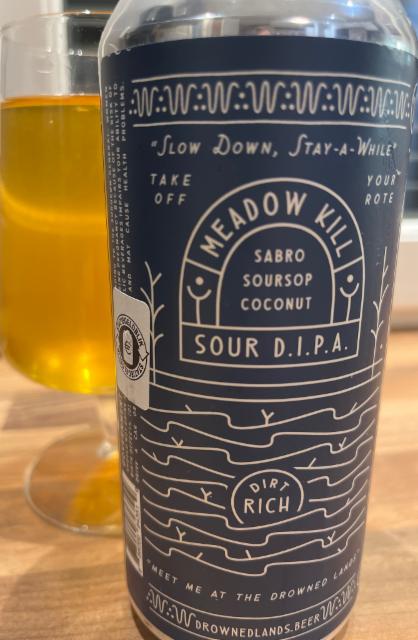 "Slow Down, Stay-a-While"
TAKE OFF
YOUR ROTE
MEADOW KILL
SABRO
SOURSOP
COCONUT
SOUR D.I.P.A.
DIRT
RICH
"MEET ME AT THE DROWNED LANDS"
DROWNEDLANDS.BEER